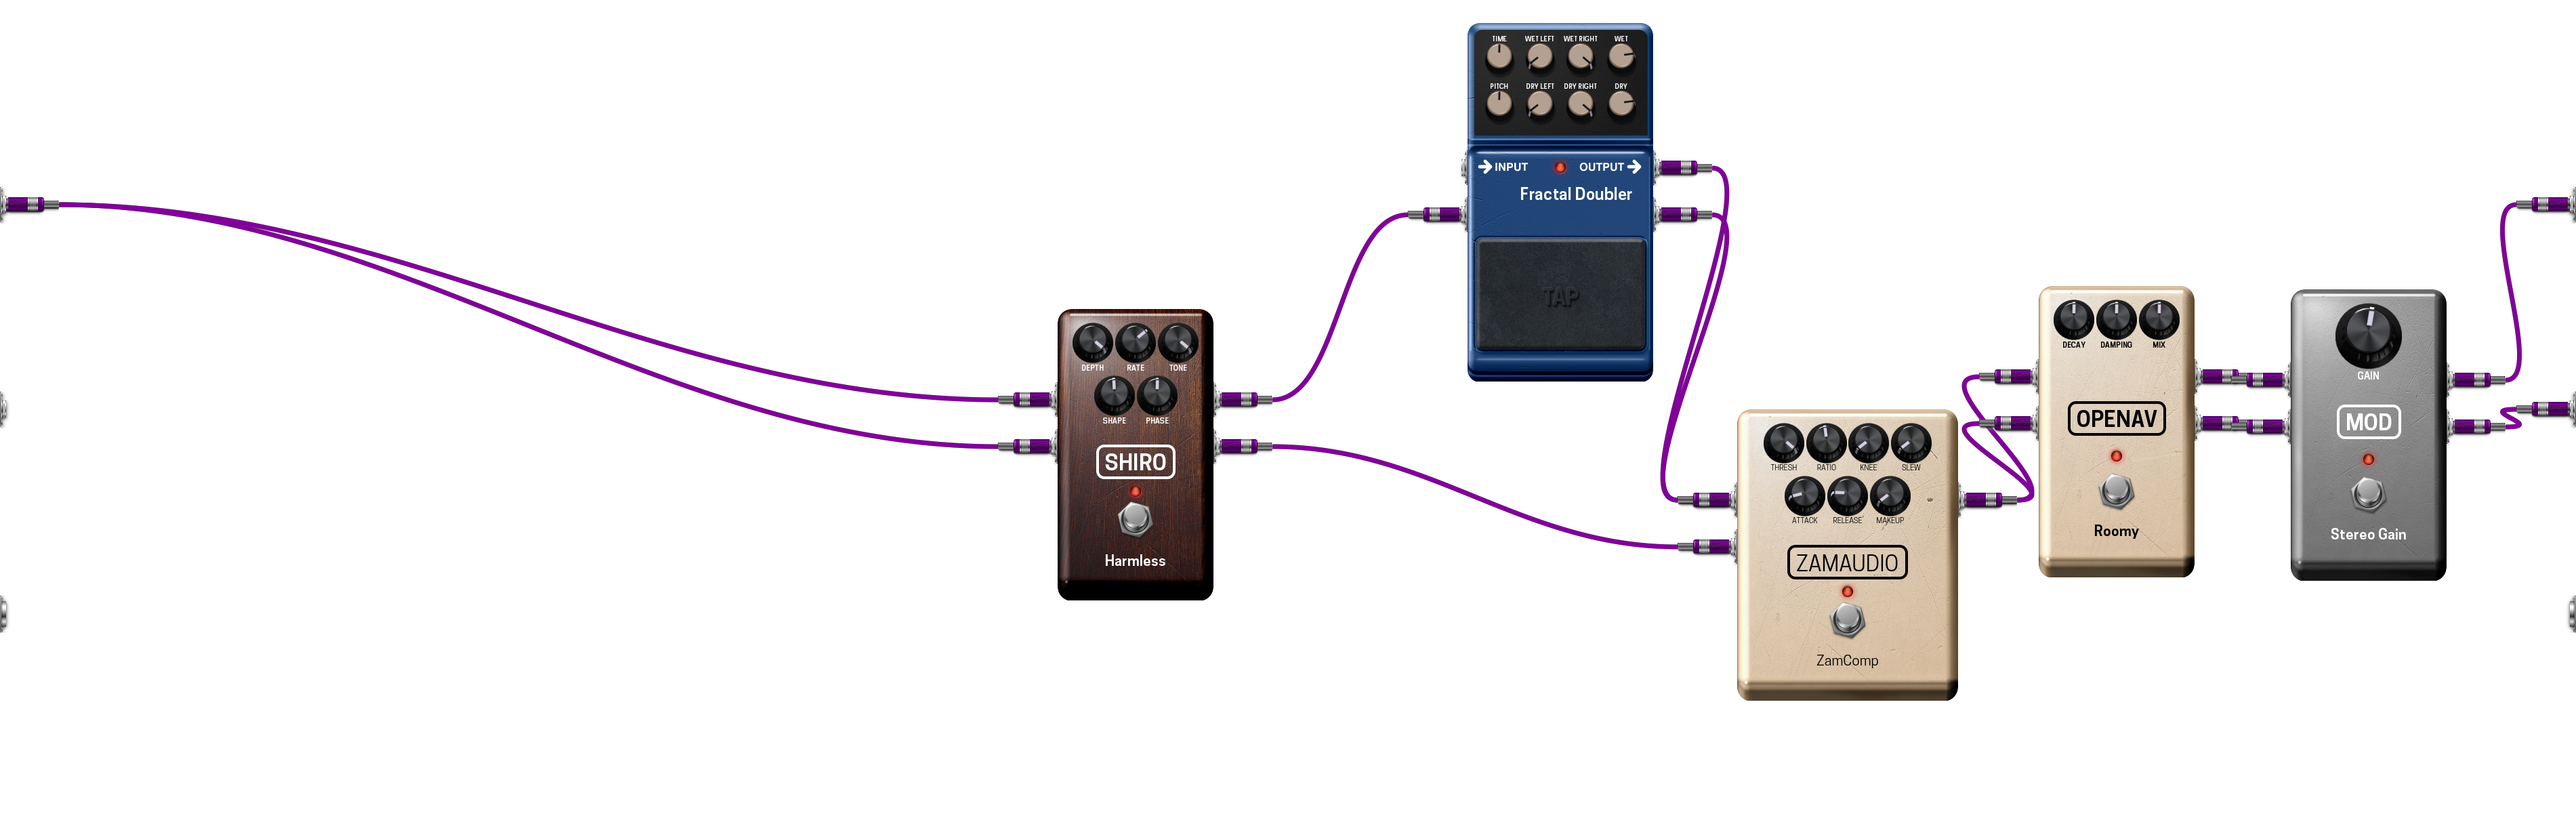 TIME WET LEFT WET RIGHT WET
PITCH DRY LEFT DRY RIGHT DRY
INPUT OUTPUT
Fractal Doubler
TAP
DEPTH RATE TONE
SHAPE PHASE
SHIRO
Harmless
THRESH RATIO KNEE SLEW
ATTACK RELEASE MAKEUP
ZAMAUDIO
ZamComp
DECAY DAMPING MIX
OPENAV
Roomy
GAIN
MOD
Stereo Gain